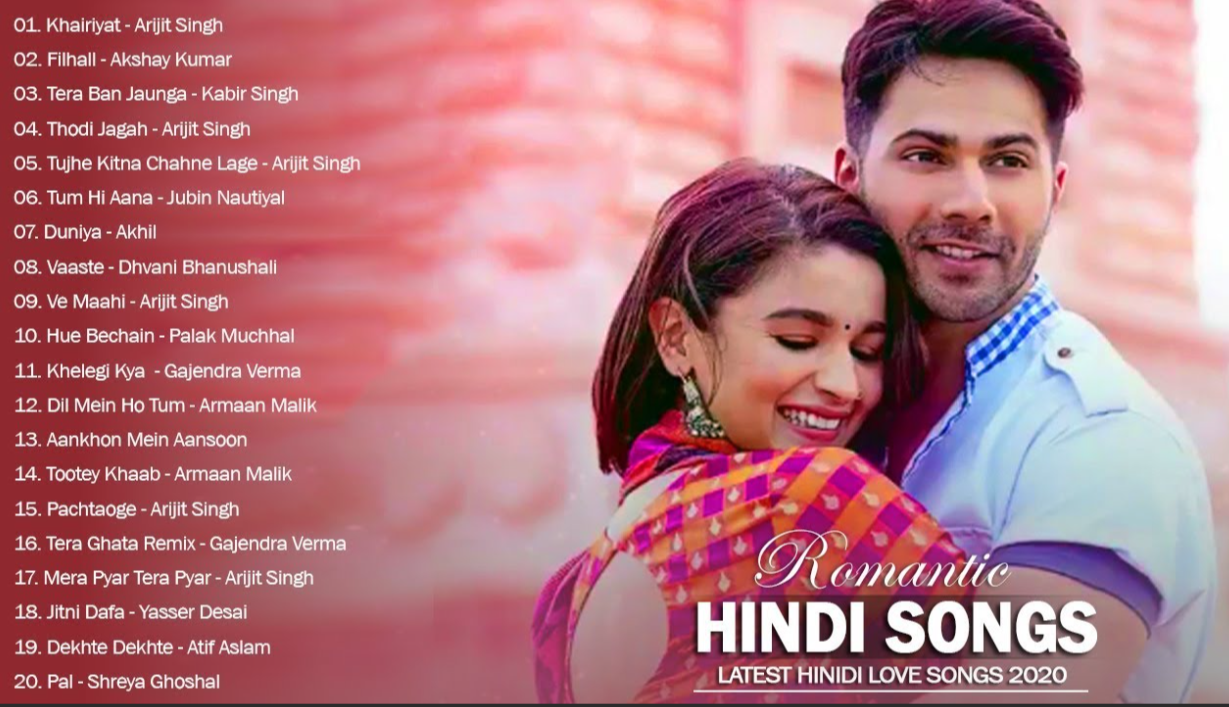 01. Khairiyat - Arijit Singh
02. Filhall - Akshay Kumar
03. Tera Ban Jaunga - Kabir Singh
04. Thodi Jagah - Arijit Singh
05. Tujhe Kitna Chahne Lage - Arijit Singh
06. Tum Hi Aana - Jubin Nautiyal
07. Duniya - Akhil
08. Vaaste - Dhvani Bhanushali
09. Ve Maahi - Arijit Singh
10. Hue Bechain - Palak Muchhal
11. Khelegi Kya  - Gajendra Verma
12. Dil Mein Ho Tum - Armaan Malik
13. Aankhon Mein Aansoon
14. Tootey Khaab - Armaan Malik
15. Pachtaoge - Arijit Singh
16. Tera Ghata Remix - Gajendra Verma
17. Mera Pyar Tera Pyar - Arijit Singh
18. Jitni Dafa - Yasser Desai
19. Dekhte Dekhte - Atif Aslam
20. Pal - Shreya Ghoshal
Romantic
HINDI SONGS
LATEST HINIDI LOVE SONGS 2020